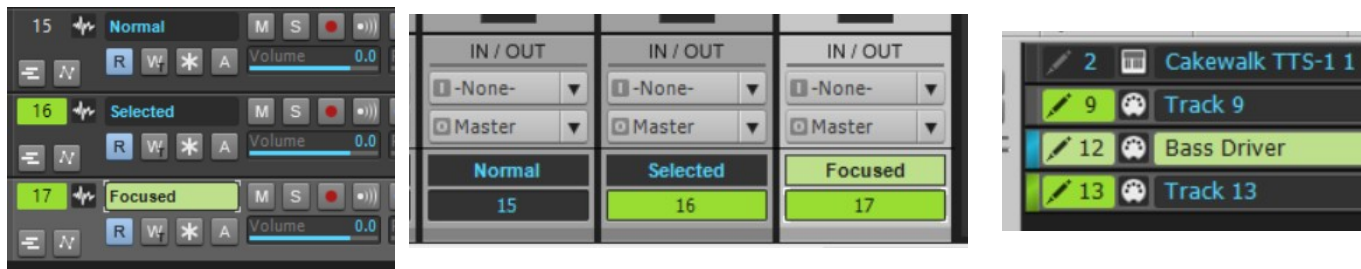 15 Normal M S
R W * A Volume 0.0
16 Selected M S
R W * A Volume 0.0
17 Focused M S
R W * A Volume 0.0
IN / OUT IN / OUT IN / OUT
I -None- I -None- I -None-
O Master O Master O Master
Normal Selected Focused
15 16 17
2 Cakewalk TTS-1 1
9 Track 9
12 Bass Driver
13 Track 13